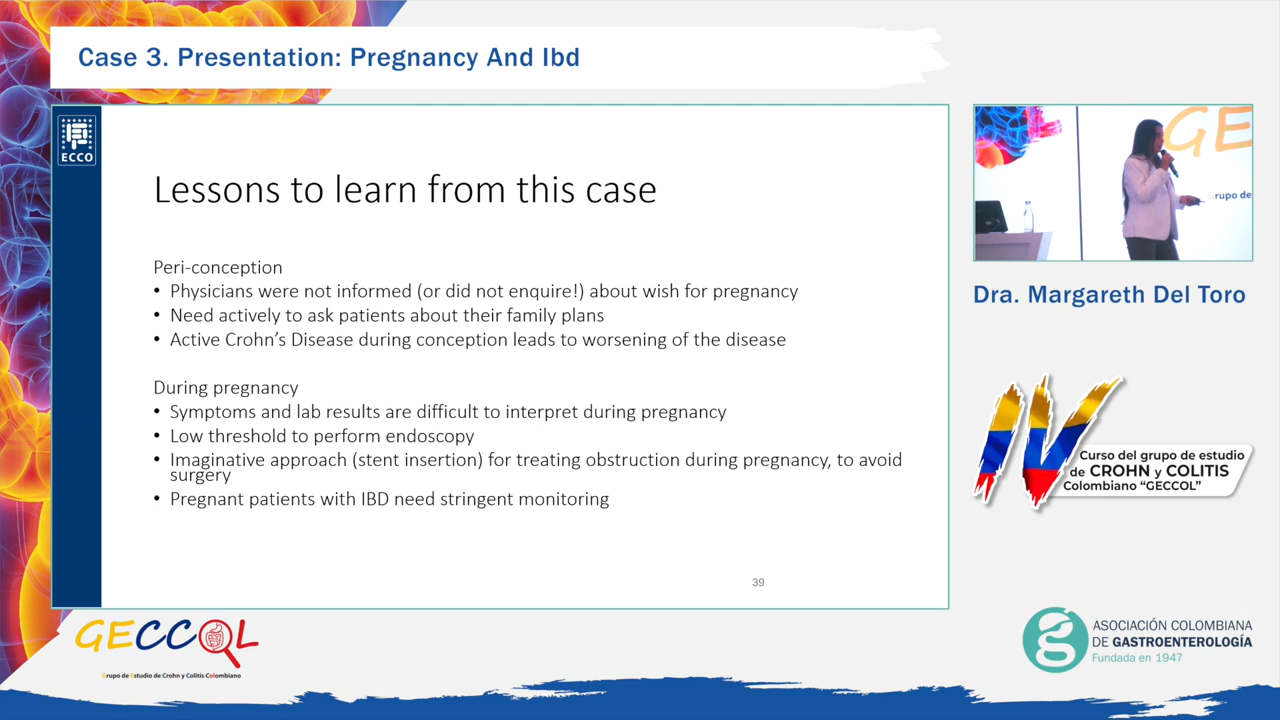 Case 3. Presentation: Pregnancy And Ibd
ECCO
Lessons to learn from this case
Peri-conception
• Physicians were not informed (or did not enquire!) about wish for pregnancy
• Need actively to ask patients about their family plans
• Active Crohn's Disease during conception leads to worsening of the disease
During pregnancy
• Symptoms and lab results are difficult to interpret during pregnancy
• Low threshold to perform endoscopy
• Imaginative approach (stent insertion) for treating obstruction during pregnancy, to avoid
surgery
• Pregnant patients with IBD need stringent monitoring
39
GE
Grupo de
Dra. Margareth Del Toro
IV
Curso del grupo de estudio
de CROHN y COLITIS
Colombiano “GECCOL”
GECCOL
Grupo de Estudio de Crohn y Colitis Colombiano
ASOCIACIÓN COLOMBIANA
DE GASTROENTEROLOGÍA
Fundada en 1947